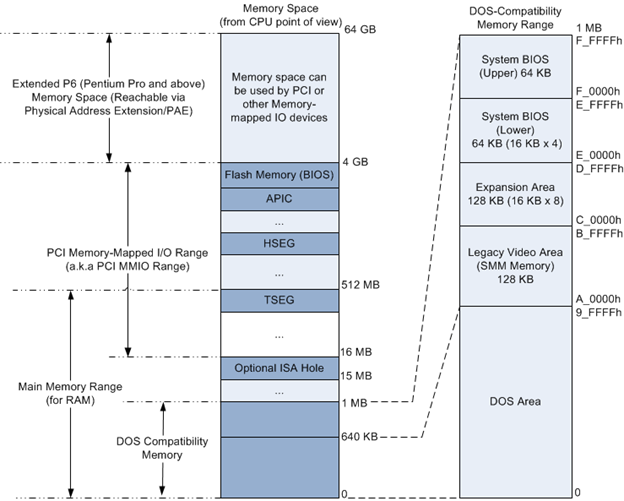 Memory Space
(from CPU point of view)
64 GB
Extended P6 (Pentium Pro and above)
Memory Space (Reachable via
Physical Address Extension/PAE)
Memory space can
be used by PCI or
other Memory-
mapped IO devices
4 GB
Flash Memory (BIOS)
APIC
...
HSEG
...
PCI Memory-Mapped I/O Range
(a.k.a PCI MMIO Range)
512 MB
TSEG
...
16 MB
Optional ISA Hole
15 MB
...
1 MB
Main Memory Range
(for RAM)
DOS Compatibility
Memory
640 KB
0
DOS-Compatibility
Memory Range
1 MB
F_FFFFh
System BIOS
(Upper) 64 KB
F_0000h
E_FFFFh
System BIOS
(Lower)
64 KB (16 KB x 4)
E_0000h
D_FFFFh
Expansion Area
128 KB (16 KB x 8)
C_0000h
B_FFFFh
Legacy Video Area
(SMM Memory)
128 KB
A_0000h
9_FFFFh
DOS Area
0